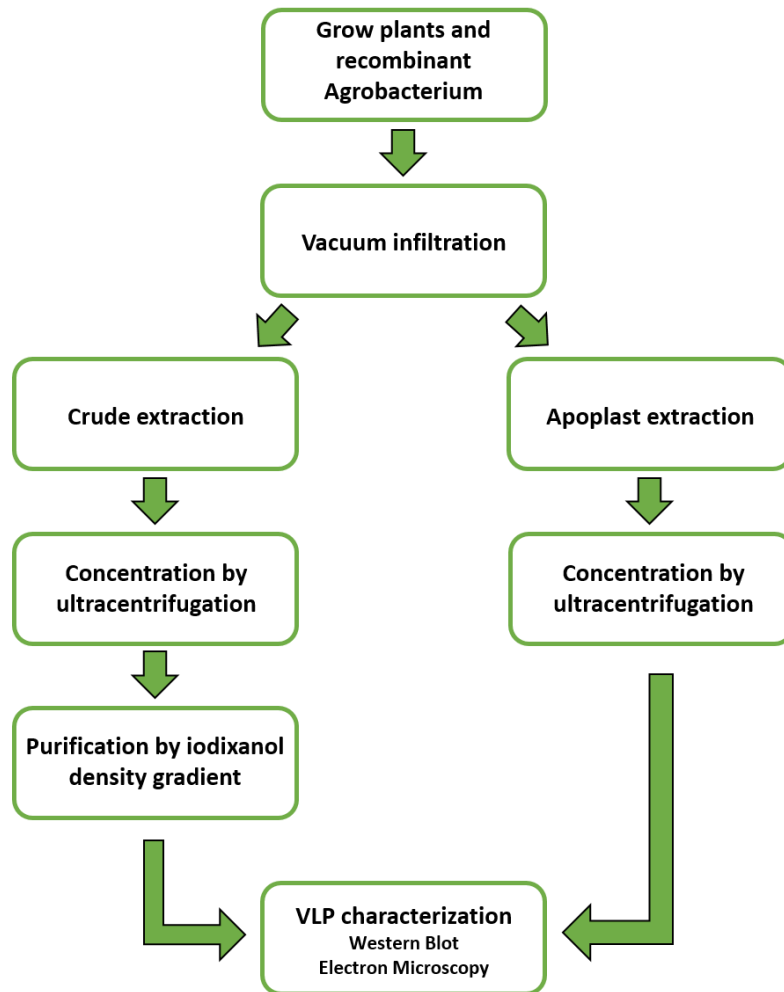 Grow plants and
recombinant
Agrobacterium
Vacuum infiltration
Crude extraction
Apoplast extraction
Concentration by
ultracentrifugation
Concentration by
ultracentrifugation
Purification by iodixanol
density gradient
VLP characterization
Western Blot
Electron Microscopy